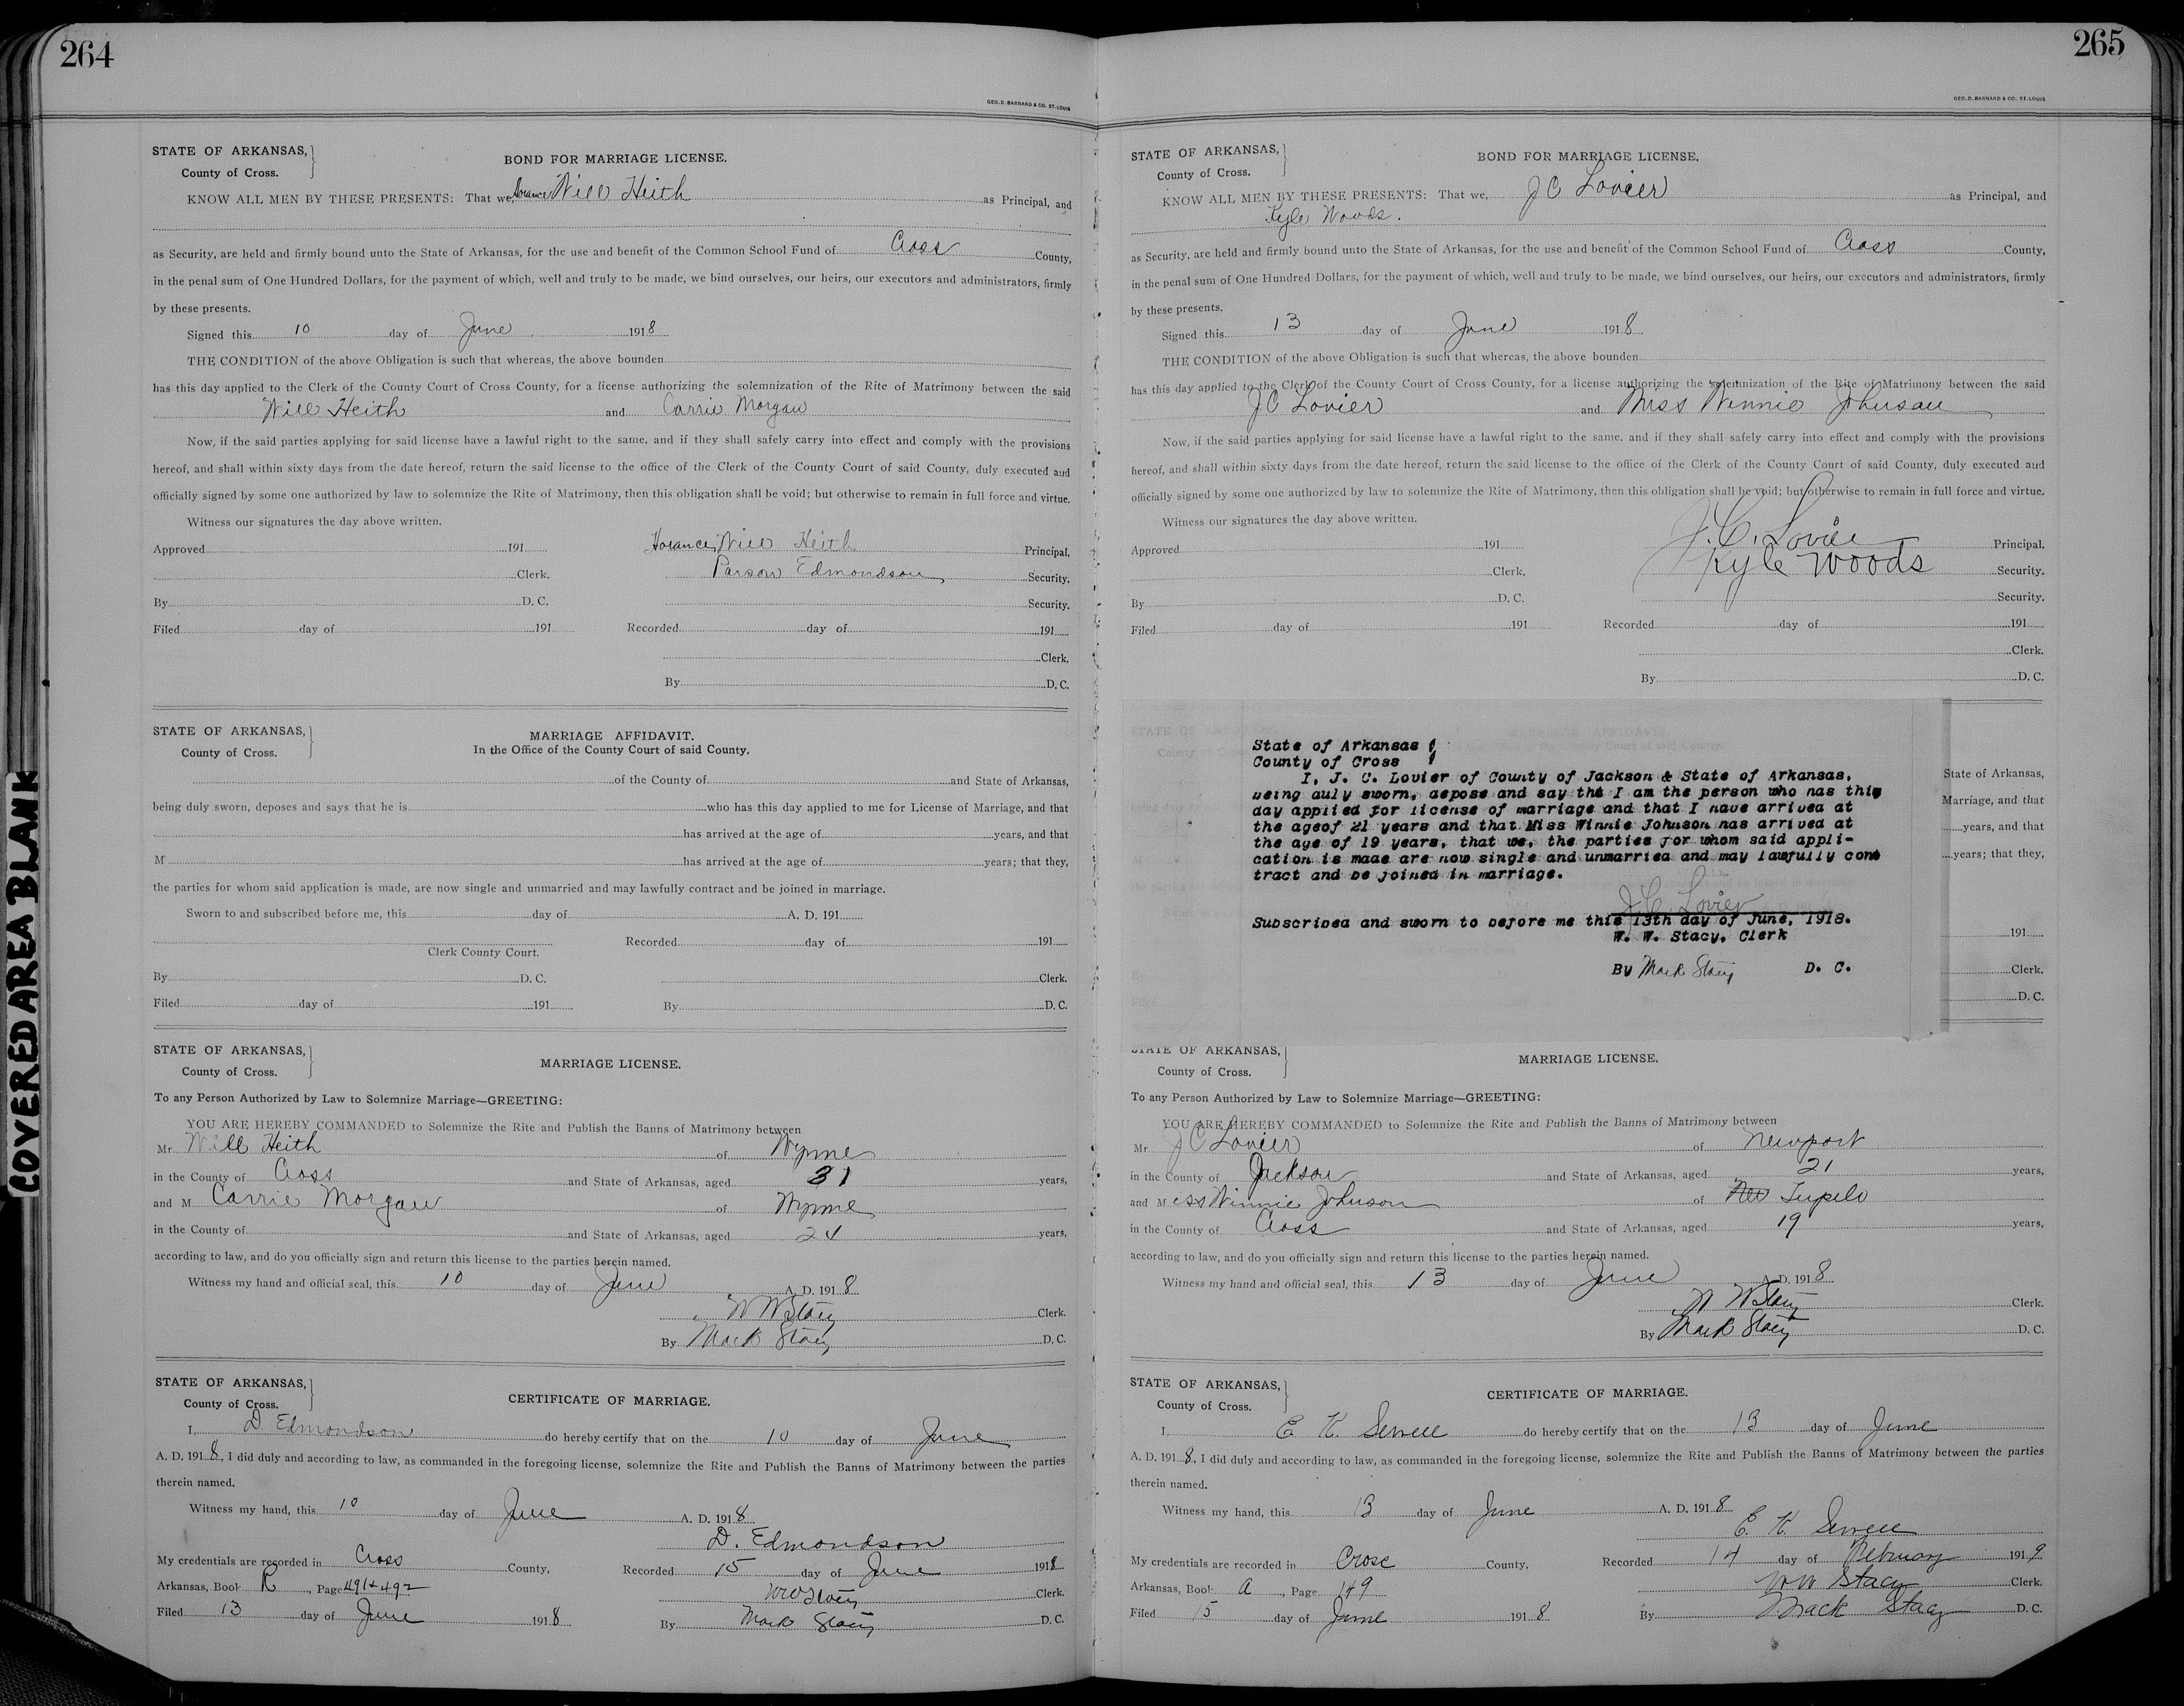 264
GEO. D. BARNARD & CO. ST. LOUIS
STATE OF ARKANSAS,
County of Cross.
BOND FOR MARRIAGE LICENSE.
KNOW ALL MEN BY THESE PRESENTS: That we, Will Heith as Principal, and
as Security, are held and firmly bound unto the State of Arkansas, for the use and benefit of the Common School Fund of Cross County,
in the penal sum of One Hundred Dollars, for the payment of which, well and truly to be made, we bind ourselves, our heirs, our executors and administrators, firmly
by these presents.
Signed this 10 day of June 1918
THE CONDITION of the above Obligation is such that whereas, the above bounden
has this day applied to the Clerk of the County Court of Cross County, for a license authorizing the solemnization of the Rite of Matrimony between the said
Will Heith and Carrie Morgan
Now, if the said parties applying for said license have a lawful right to the same, and if they shall safely carry into effect and comply with the provisions
hereof, and shall within sixty days from the date hereof, return the said license to the office of the Clerk of the County Court of said County, duly executed and
officially signed by some one authorized by law to solemnize the Rite of Matrimony, then this obligation shall be void; but otherwise to remain in full force and virtue.
Witness our signatures the day above written.
Approved 191 Will Heith Principal.
Clerk. Parson Edmondson Security.
By D. C. Security.
Filed day of 191 Recorded day of 191
Clerk.
By D. C.
STATE OF ARKANSAS,
County of Cross.
MARRIAGE AFFIDAVIT.
In the Office of the County Court of said County.
of the County of and State of Arkansas,
being duly sworn, deposes and says that he is who has this day applied to me for License of Marriage, and that
has arrived at the age of years, and that
M has arrived at the age of years; that they,
the parties for whom said application is made, are now single and unmarried and may lawfully contract and be joined in marriage.
Sworn to and subscribed before me, this day of A. D. 191
Clerk County Court. Recorded day of 191
By D. C. Clerk.
Filed day of 191 By D. C.
STATE OF ARKANSAS,
County of Cross.
MARRIAGE LICENSE.
To any Person Authorized by Law to Solemnize Marriage—GREETING:
YOU ARE HEREBY COMMANDED to Solemnize the Rite and Publish the Banns of Matrimony between
Mr. Will Heith of Wynne
in the County of Cross and State of Arkansas, aged 31 years,
and M Carrie Morgan of Wynne
in the County of and State of Arkansas, aged 24 years,
according to law, and do you officially sign and return this license to the parties herein named.
Witness my hand and official seal, this 10 day of June A. D. 1918
W W Stacy Clerk.
By Mack Stacy D. C.
STATE OF ARKANSAS,
County of Cross.
CERTIFICATE OF MARRIAGE.
I, D Edmondson do hereby certify that on the 10 day of June
A. D. 1918, I did duly and according to law, as commanded in the foregoing license, solemnize the Rite and Publish the Banns of Matrimony between the parties
therein named.
Witness my hand, this 10 day of June A. D. 1918
D. Edmondson
My credentials are recorded in Cross County, Recorded 15 day of June 1918
Arkansas, Book R, Page 491+492 WW Stacy Clerk.
Filed 13 day of June 1918 By Mack Stacy D. C.
COVERED AREA BLANK
265
GEO. D. BARNARD & CO. ST. LOUIS
STATE OF ARKANSAS,
County of Cross.
BOND FOR MARRIAGE LICENSE.
KNOW ALL MEN BY THESE PRESENTS: That we, J C Lovier as Principal, and
Kyle Woods.
as Security, are held and firmly bound unto the State of Arkansas, for the use and benefit of the Common School Fund of Cross County,
in the penal sum of One Hundred Dollars, for the payment of which, well and truly to be made, we bind ourselves, our heirs, our executors and administrators, firmly
by these presents.
Signed this 13 day of June 1918
THE CONDITION of the above Obligation is such that whereas, the above bounden
has this day applied to the Clerk of the County Court of Cross County, for a license authorizing the solemnization of the Rite of Matrimony between the said
J C Lovier and Miss Winnie Johnson
Now, if the said parties applying for said license have a lawful right to the same, and if they shall safely carry into effect and comply with the provisions
hereof, and shall within sixty days from the date hereof, return the said license to the office of the Clerk of the County Court of said County, duly executed and
officially signed by some one authorized by law to solemnize the Rite of Matrimony, then this obligation shall be void; but otherwise to remain in full force and virtue.
Witness our signatures the day above written.
Approved 191 J. C. Lovier Principal.
Clerk. Kyle Woods Security.
By D. C. Security.
Filed day of 191 Recorded day of 191
Clerk.
By D. C.
State of Arkansas
County of Cross
I, J. C. Lovier of County of Jackson & State of Arkansas,
being duly sworn, depose and say tht I am the person who has this
day applied for license of marriage and that I have arrived at
the ageof 21 years and that Miss Winnie Johnson has arrived at
the age of 19 years, that we, the parties for whom said appli-
cation is made are now single and unmarried and may lawfully con-
tract and be joined in marriage.
J. C. Lovier
Subscribed and sworn to before me this 13th day of June, 1918.
W. W. Stacy, Clerk
By Mack Stacy D. C.
State of Arkansas,
Marriage, and that
years, and that
years; that they,
191
Clerk.
D. C.
STATE OF ARKANSAS,
County of Cross.
MARRIAGE LICENSE.
To any Person Authorized by Law to Solemnize Marriage—GREETING:
YOU ARE HEREBY COMMANDED to Solemnize the Rite and Publish the Banns of Matrimony between
Mr J C Lovier of Newport
in the County of Jackson and State of Arkansas, aged 21 years,
and Miss Winnie Johnson of Tupelo
in the County of Cross and State of Arkansas, aged 19 years,
according to law, and do you officially sign and return this license to the parties herein named.
Witness my hand and official seal, this 13 day of June A. D. 1918
W W Stacy Clerk.
By Mack Stacy D. C.
STATE OF ARKANSAS,
County of Cross.
CERTIFICATE OF MARRIAGE.
I, E. K. Sewell do hereby certify that on the 13 day of June
A. D. 1918, I did duly and according to law, as commanded in the foregoing license, solemnize the Rite and Publish the Banns of Matrimony between the parties
therein named.
Witness my hand, this 13 day of June A. D. 1918
E. K. Sewell
My credentials are recorded in Cross County, Recorded 14 day of February 1919
Arkansas, Book A, Page 149 WW Stacy Clerk.
Filed 15 day of June 1918 By Mack Stacy D. C.